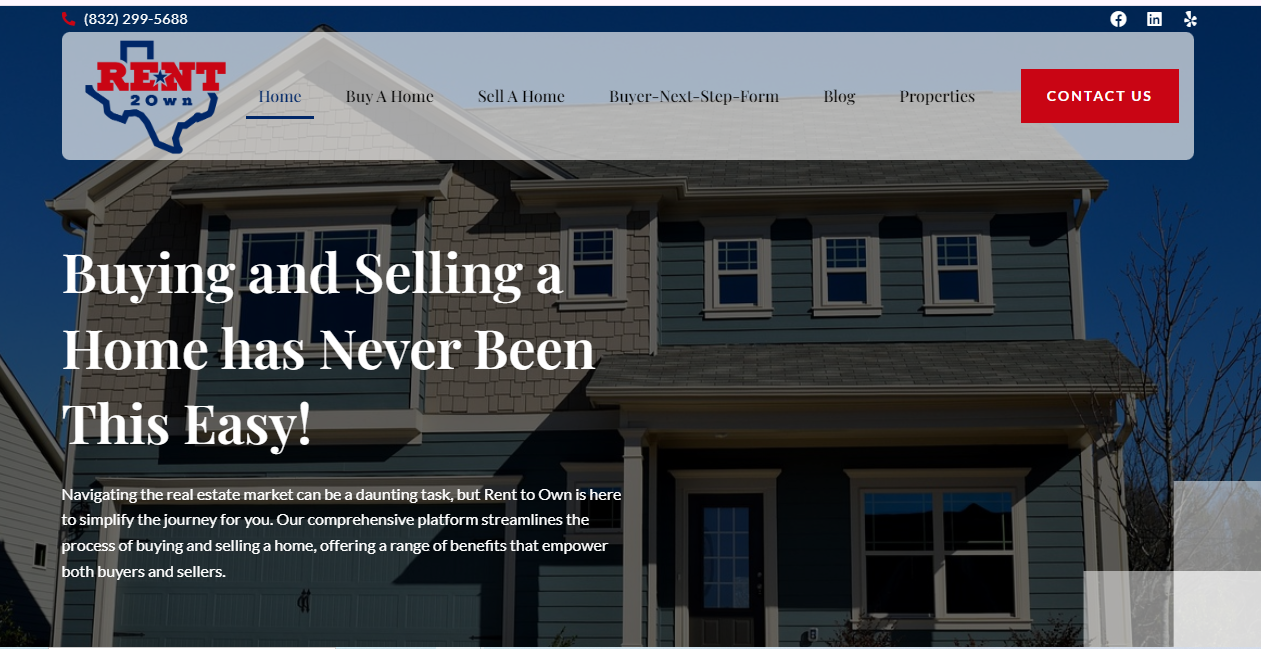 (832) 299-5688
RENT
2Own
Home
Buy A Home
Sell A Home
Buyer-Next-Step-Form
Blog
Properties
CONTACT US
Buying and Selling a
Home has Never Been
This Easy!
Navigating the real estate market can be a daunting task, but Rent to Own is here
to simplify the journey for you. Our comprehensive platform streamlines the
process of buying and selling a home, offering a range of benefits that empower
both buyers and sellers.